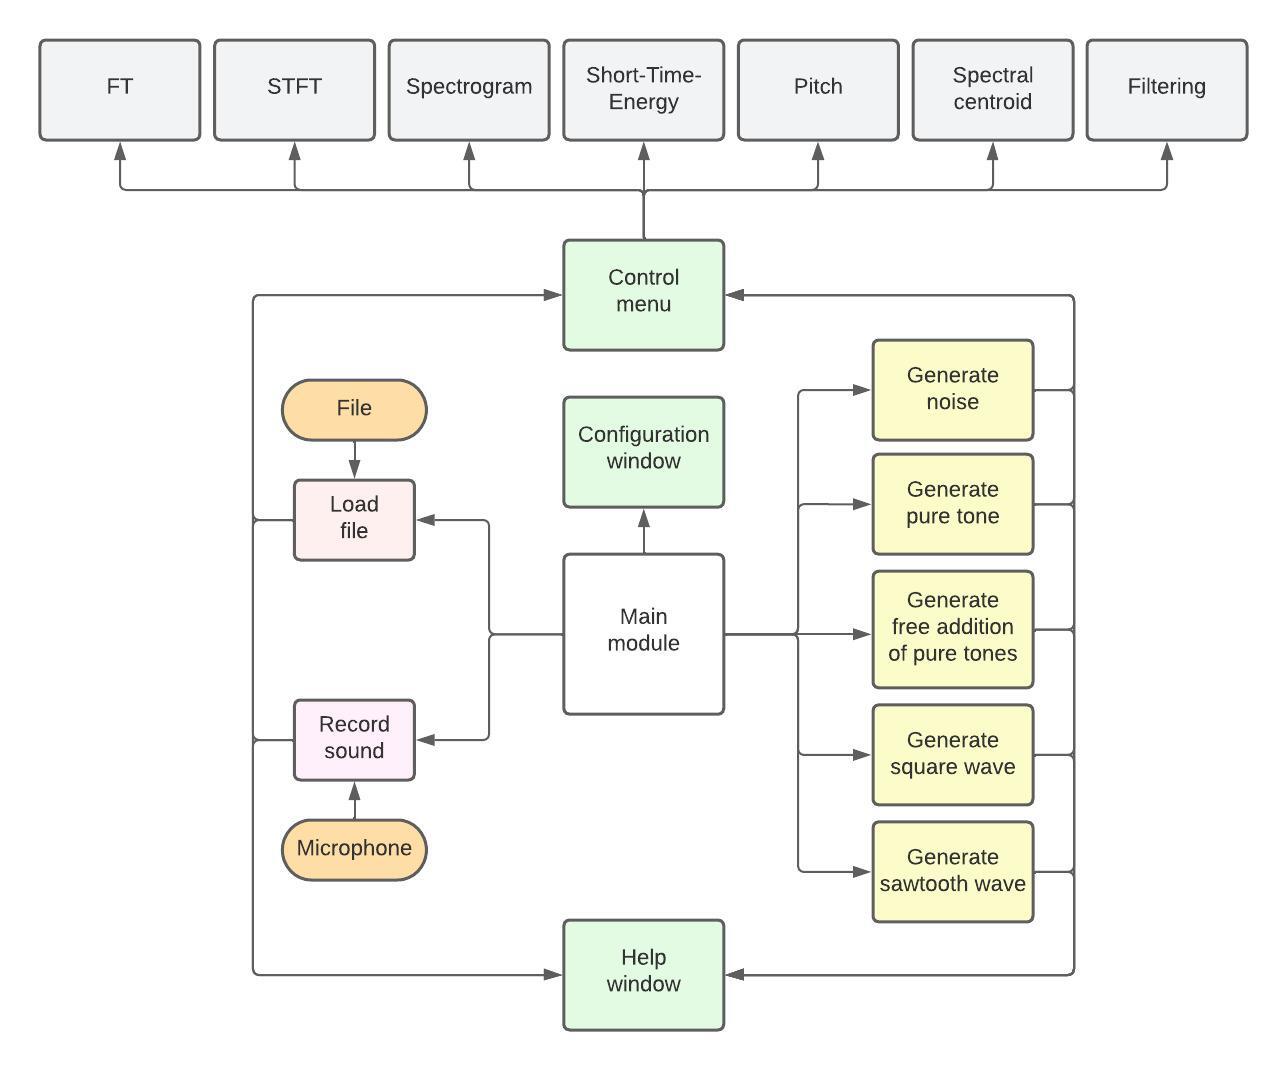 FT
STFT
Spectrogram
Short-Time-
Energy
Pitch
Spectral
centroid
Filtering
Control
menu
File
Load
file
Record
sound
Microphone
Configuration
window
Main
module
Generate
noise
Generate
pure tone
Generate
free addition
of pure tones
Generate
square wave
Generate
sawtooth wave
Help
window